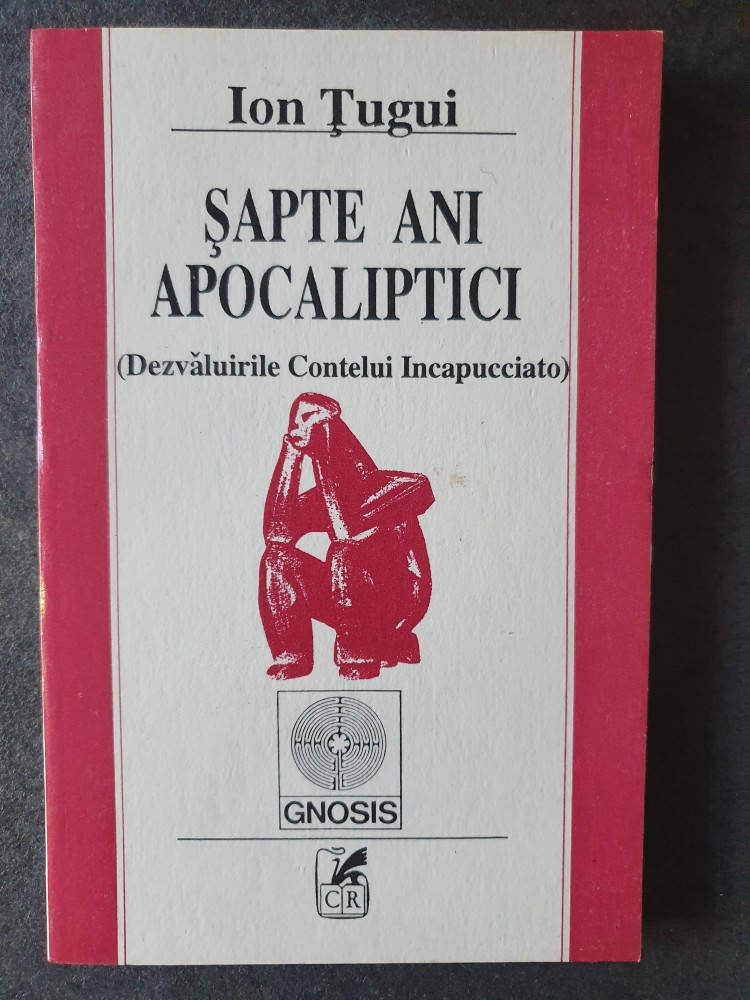 Ion Ţugui
ŞAPTE ANI
APOCALIPTICI
(Dezvăluirile Contelui Incapucciato)
GNOSIS
CR